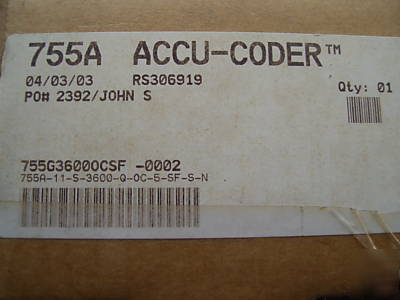 755A ACCU-CODER™
04/03/03 RS306919
PO# 2392/JOHN S
Qty: 01
755G3600OCSF -0002
755A-11-S-3600-Q-OC-5-SF-S-N